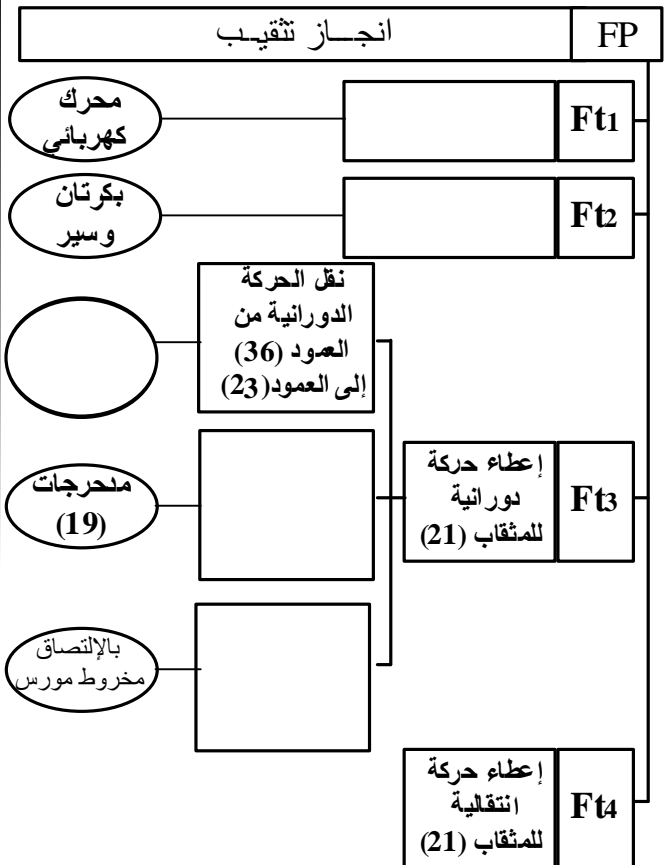 FP
انجـــاز تثقيـب
Ft1
محرك
كهربائي
Ft2
بكرتان
وسير
نقل الحركة
الدورانية من
العمود (36)
إلى العمود(23)
Ft3
إعطاء حركة
دورانية
للمثقاب (21)
مدحرجات
(19)
بالإلتصاق
مخروط مورس
Ft4
إعطاء حركة
انتقالية
للمثقاب (21)